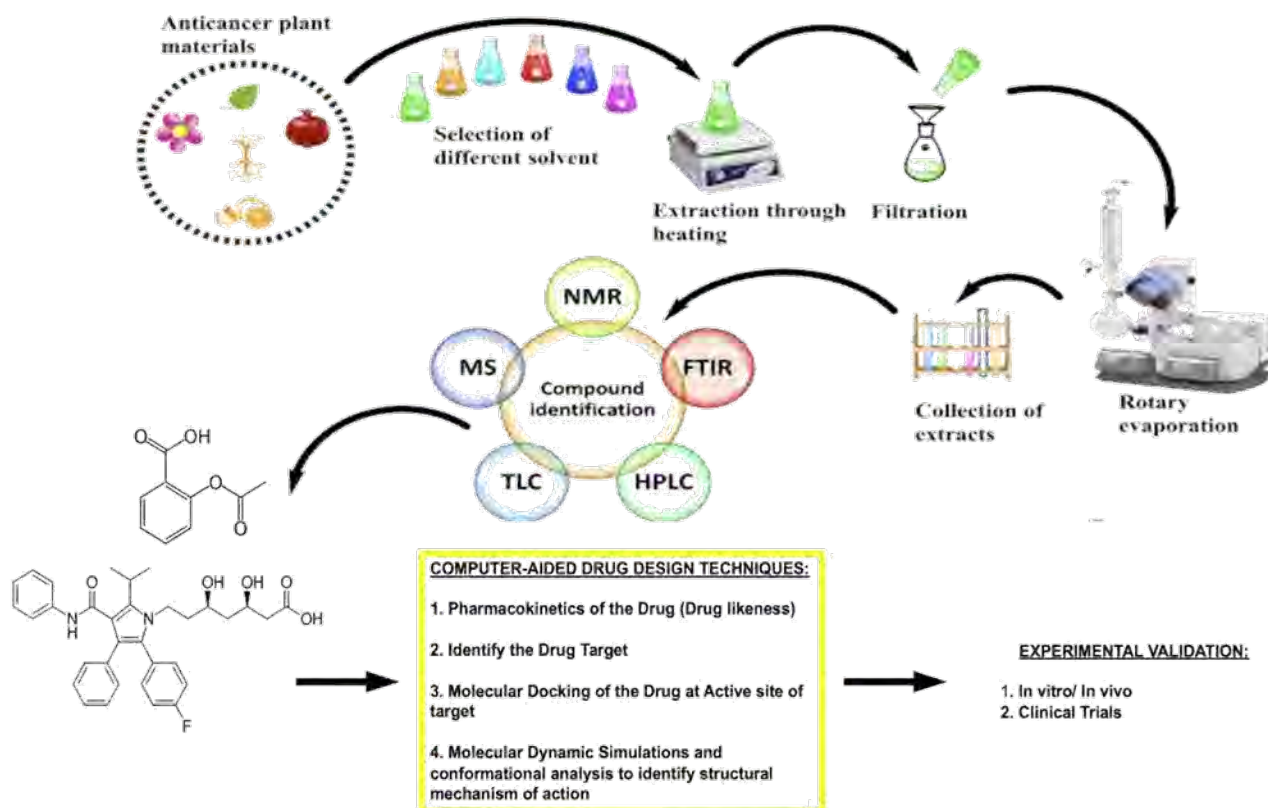 Anticancer plant
materials
Selection of
different solvent
Extraction through
heating
Filtration
Rotary
evaporation
Collection of
extracts
NMR
MS
FTIR
Compound
identification
TLC
HPLC
O
OH
O
O
O
N
H
N
OH
OH
O
OH
F
COMPUTER-AIDED DRUG DESIGN TECHNIQUES:
1. Pharmacokinetics of the Drug (Drug likeness)
2. Identify the Drug Target
3. Molecular Docking of the Drug at Active site of
target
4. Molecular Dynamic Simulations and
conformational analysis to identify structural
mechanism of action
EXPERIMENTAL VALIDATION:
1. In vitro/ In vivo
2. Clinical Trials